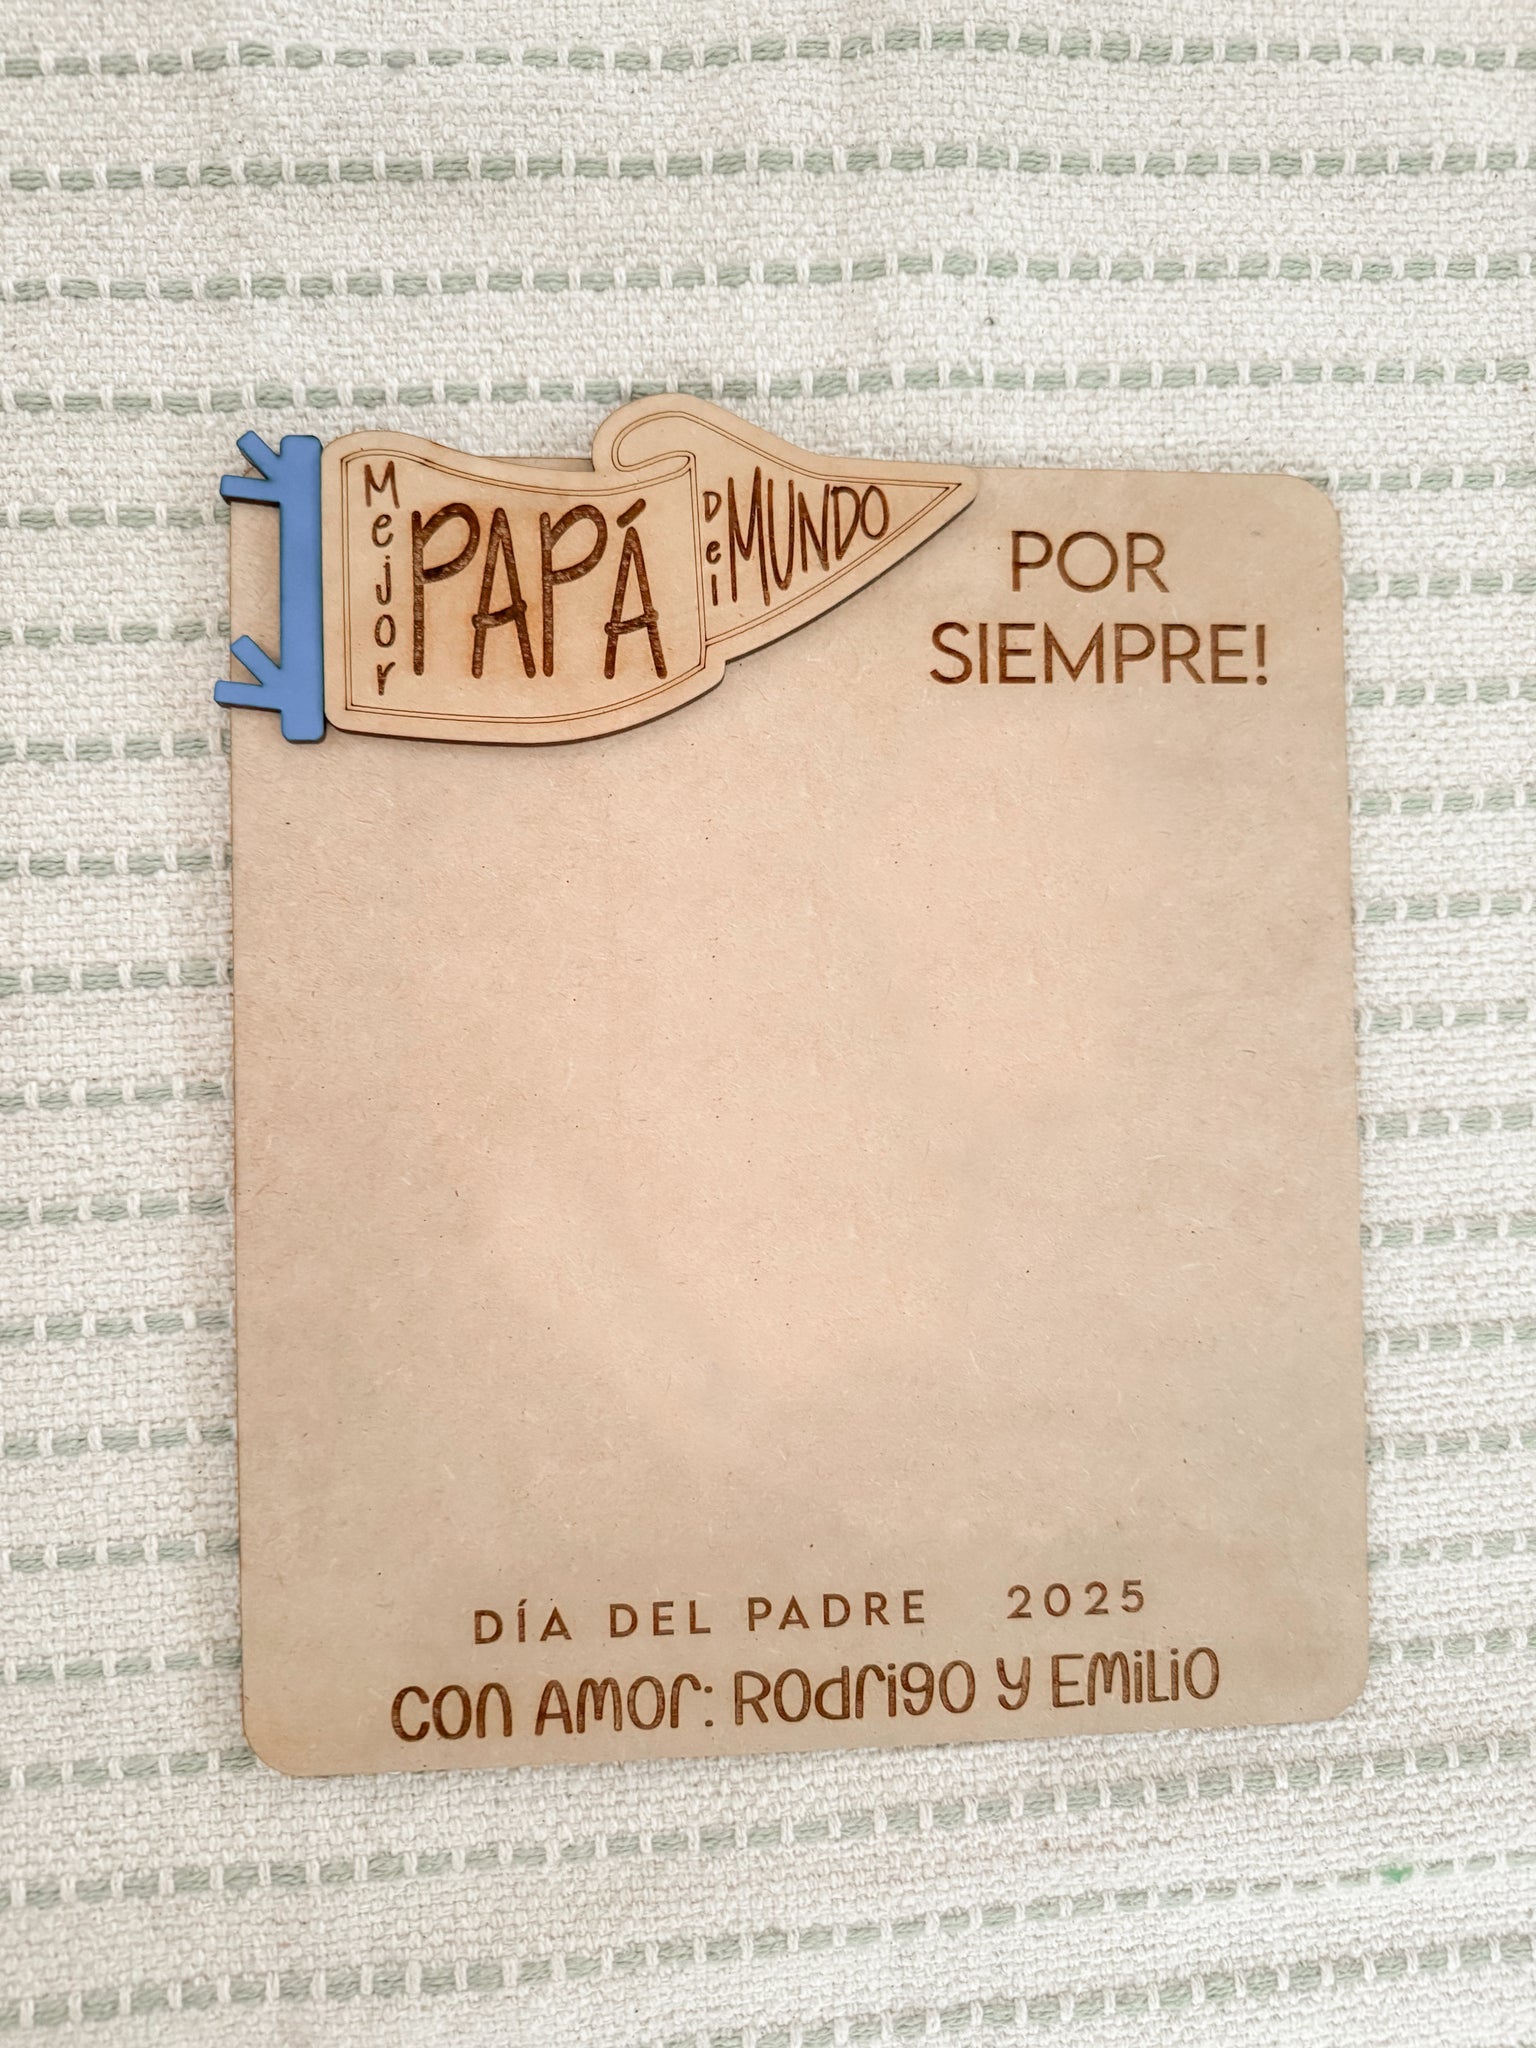 Mejor
PAPÁ
Del
MUNDO
POR
SIEMPRE!
DÍA DEL PADRE 2025
CON AMOR: RODRIGO Y EMILIO